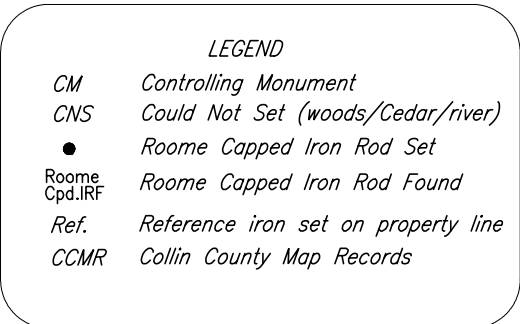 LEGEND
CM Controlling Monument
CNS Could Not Set (woods/Cedar/river)
● Roome Capped Iron Rod Set
Roome
Cpd.IRF Roome Capped Iron Rod Found
Ref. Reference iron set on property line
CCMR Collin County Map Records